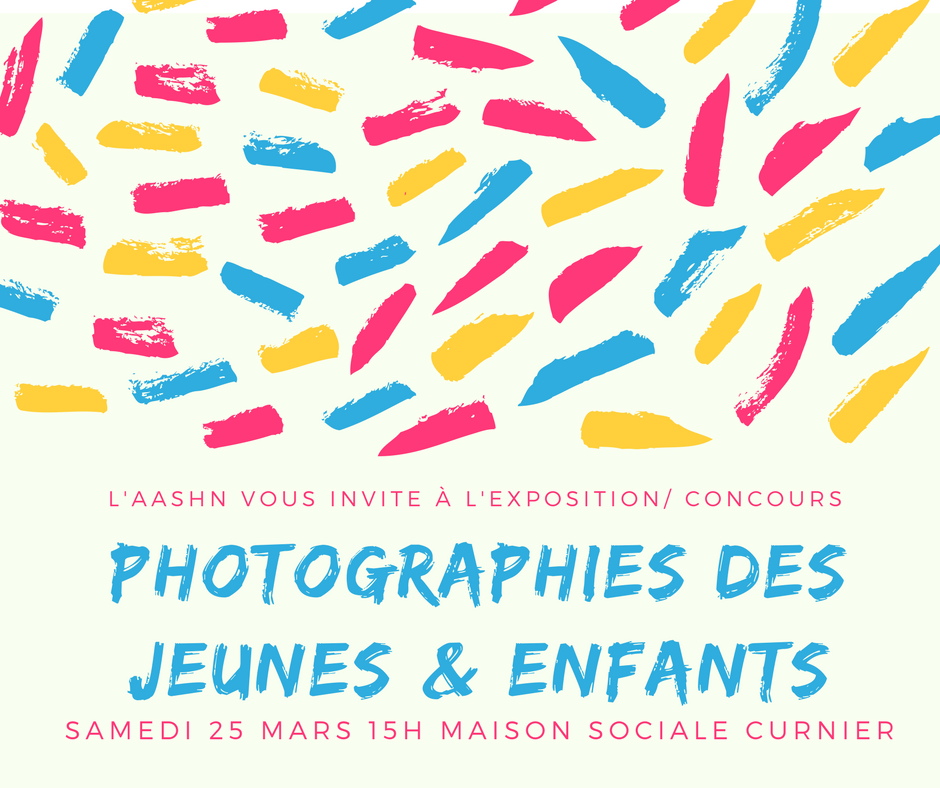 L'AASHN VOUS INVITE À L'EXPOSITION/ CONCOURS
PHOTOGRAPHIES DES
JEUNES & ENFANTS
SAMEDI 25 MARS 15H MAISON SOCIALE CURNIER